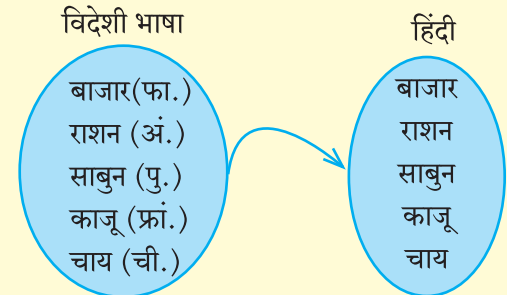 विदेशी भाषा
बाजार(फा.)
राशन (अं.)
साबुन (पु.)
काजू (फ्रां.)
चाय (ची.)
हिंदी
बाजार
राशन
साबुन
काजू
चाय